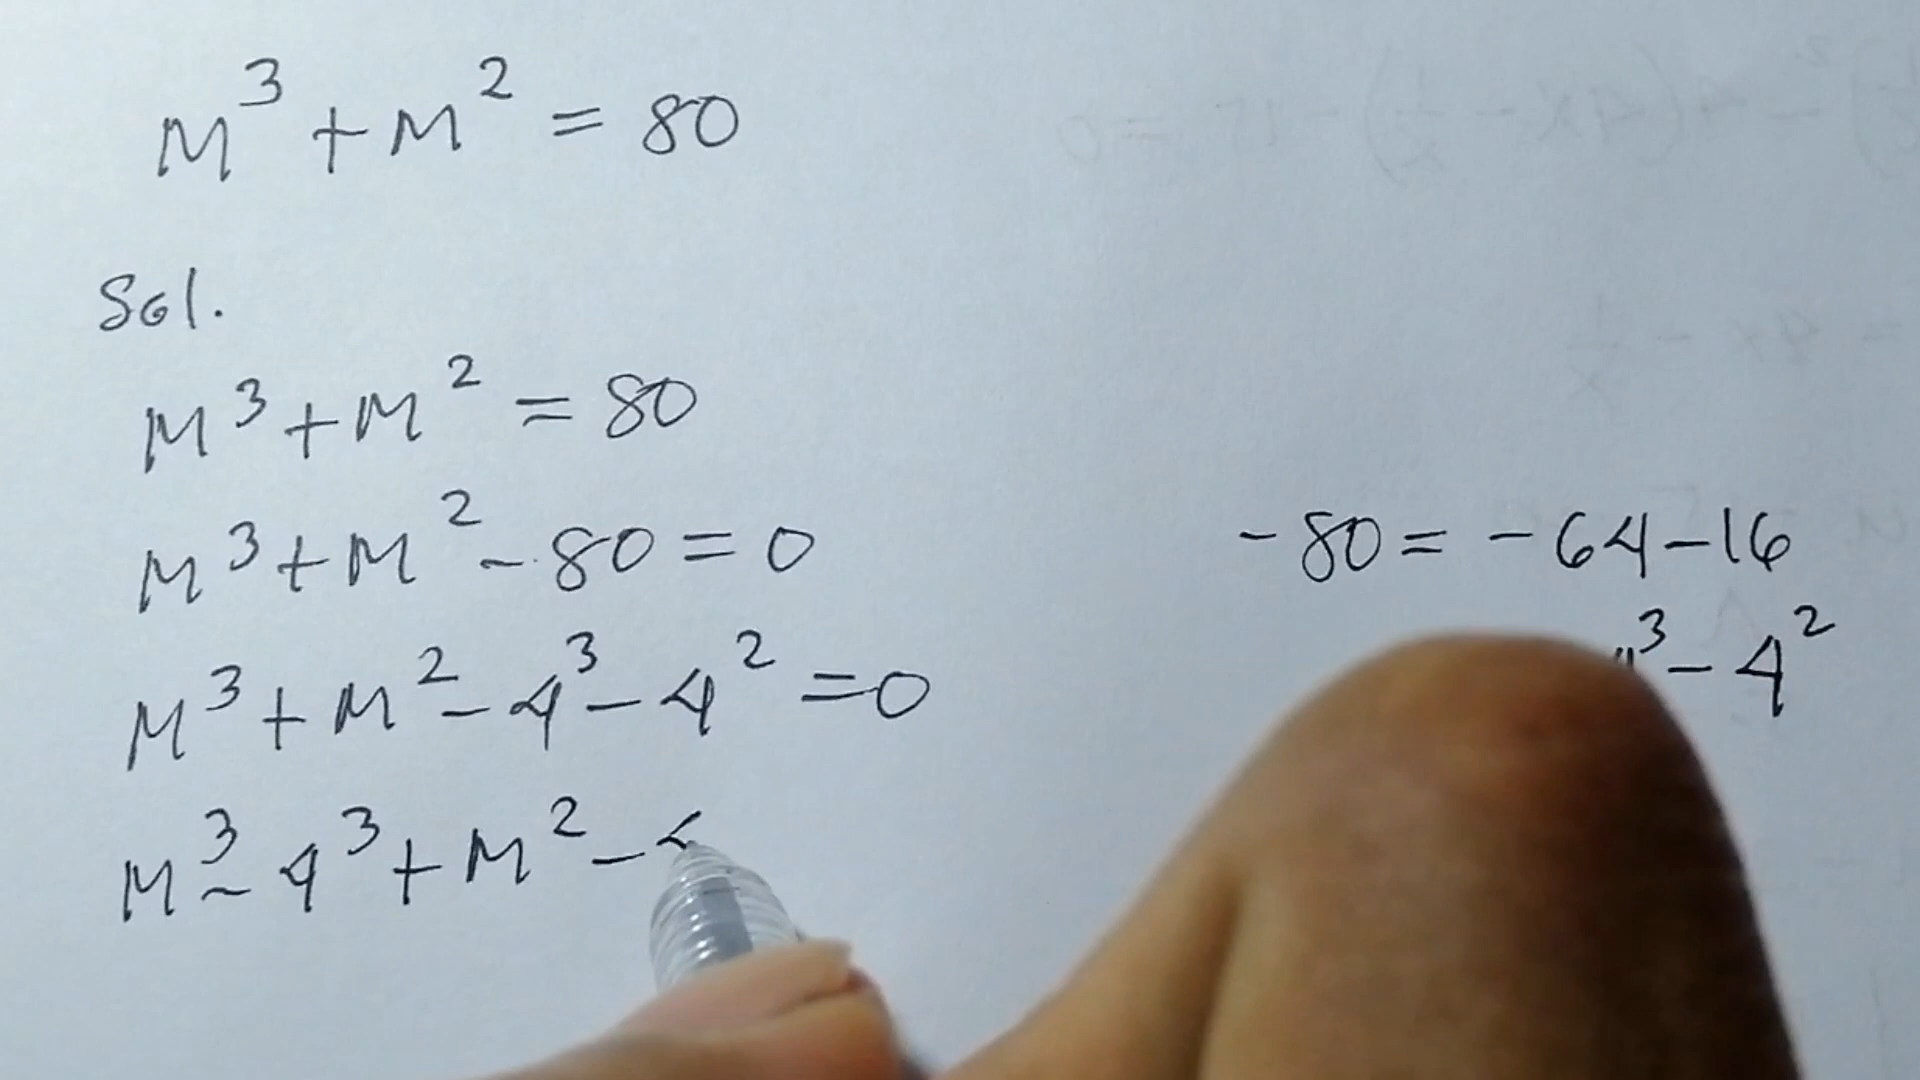 M³ + M² = 80
Sol.
M³ + M² = 80
M³ + M² - 80 = 0
-80 = -64 - 16
M³ + M² - 4³ - 4² = 0
³ - 4²
M³ - 4³ + M² -